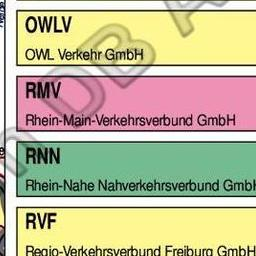 OWLV
OWL Verkehr GmbH
RMV
Rhein-Main-Verkehrsverbund GmbH
RNN
Rhein-Nahe Nahverkehrsverbund GmbH
RVF
Regio-Verkehrsverbund Freiburg GmbH